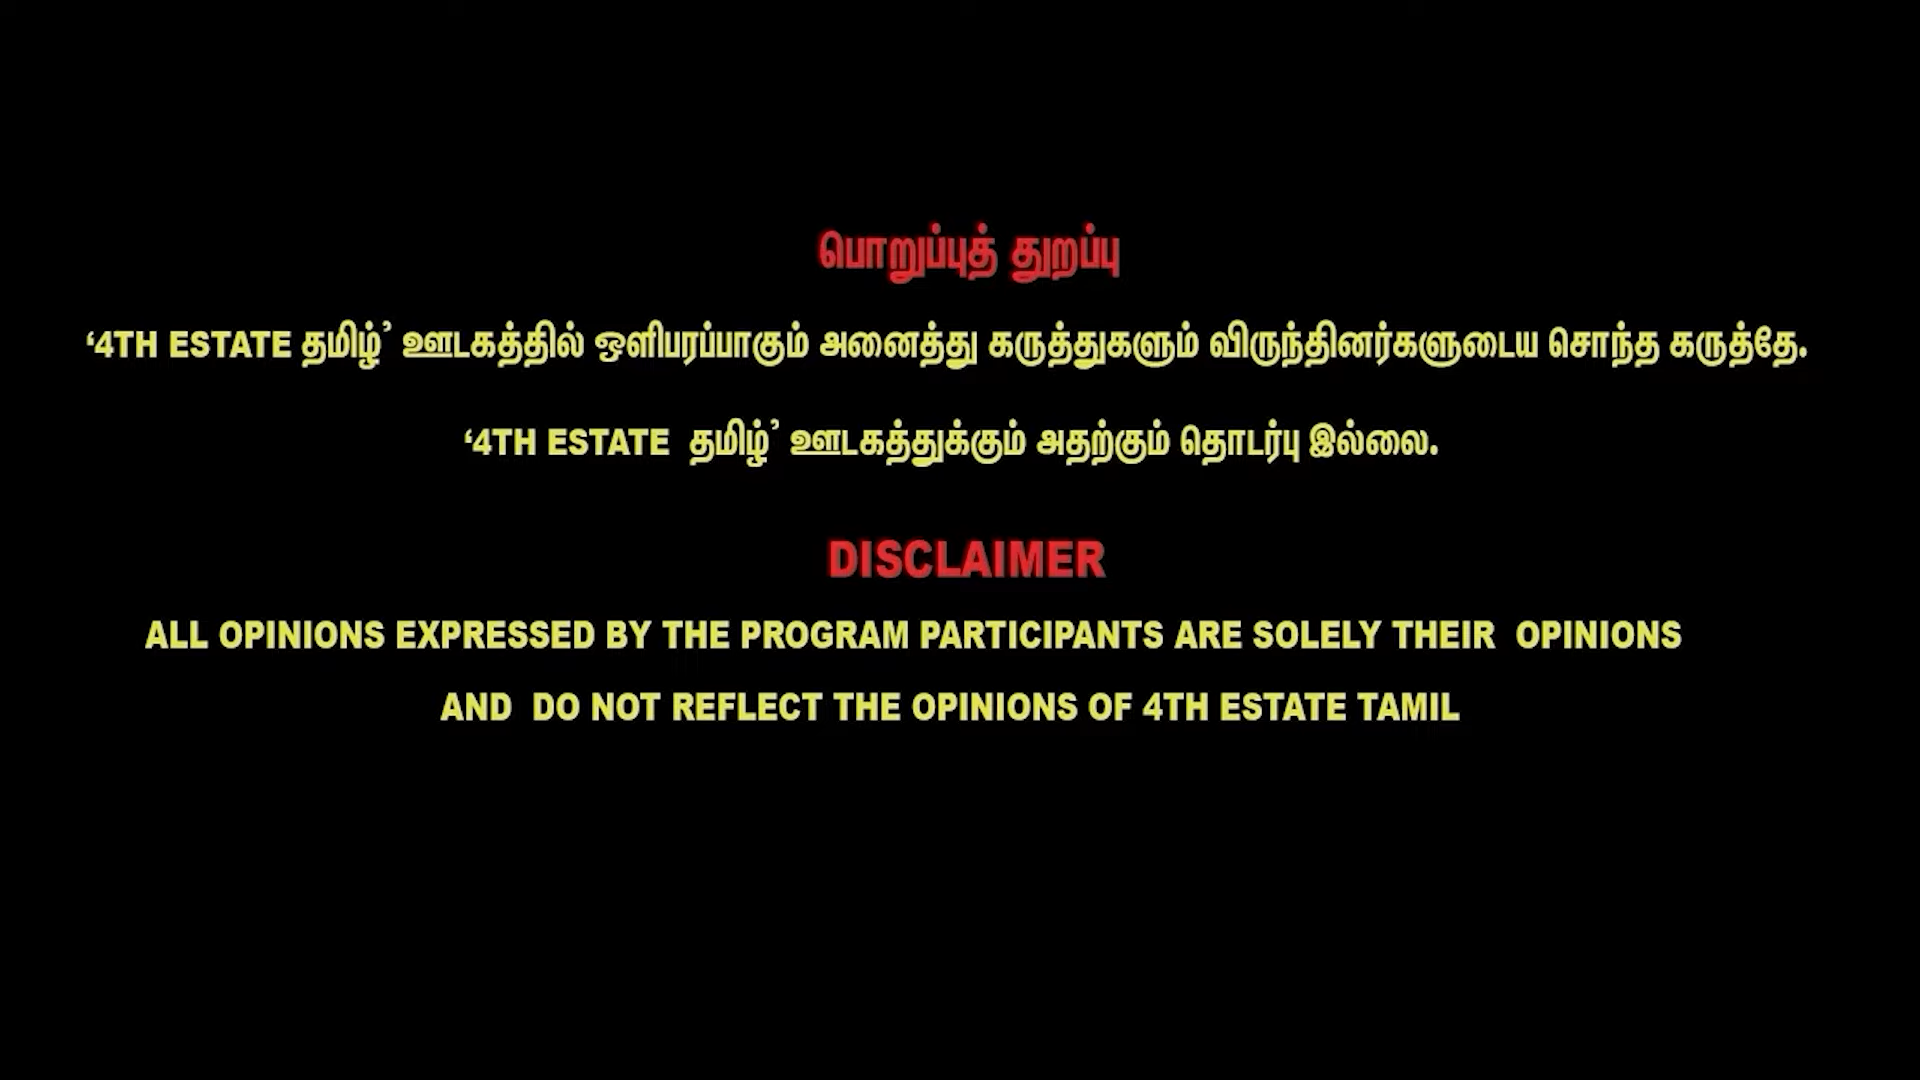 பொறுப்புத் துறப்பு
‘4TH ESTATE தமிழ்’ ஊடகத்தில் ஒளிபரப்பாகும் அனைத்து கருத்துகளும் விருந்தினர்களுடைய சொந்த கருத்தே.
‘4TH ESTATE தமிழ்’ ஊடகத்துக்கும் அதற்கும் தொடர்பு இல்லை.
DISCLAIMER
ALL OPINIONS EXPRESSED BY THE PROGRAM PARTICIPANTS ARE SOLELY THEIR OPINIONS
AND DO NOT REFLECT THE OPINIONS OF 4TH ESTATE TAMIL